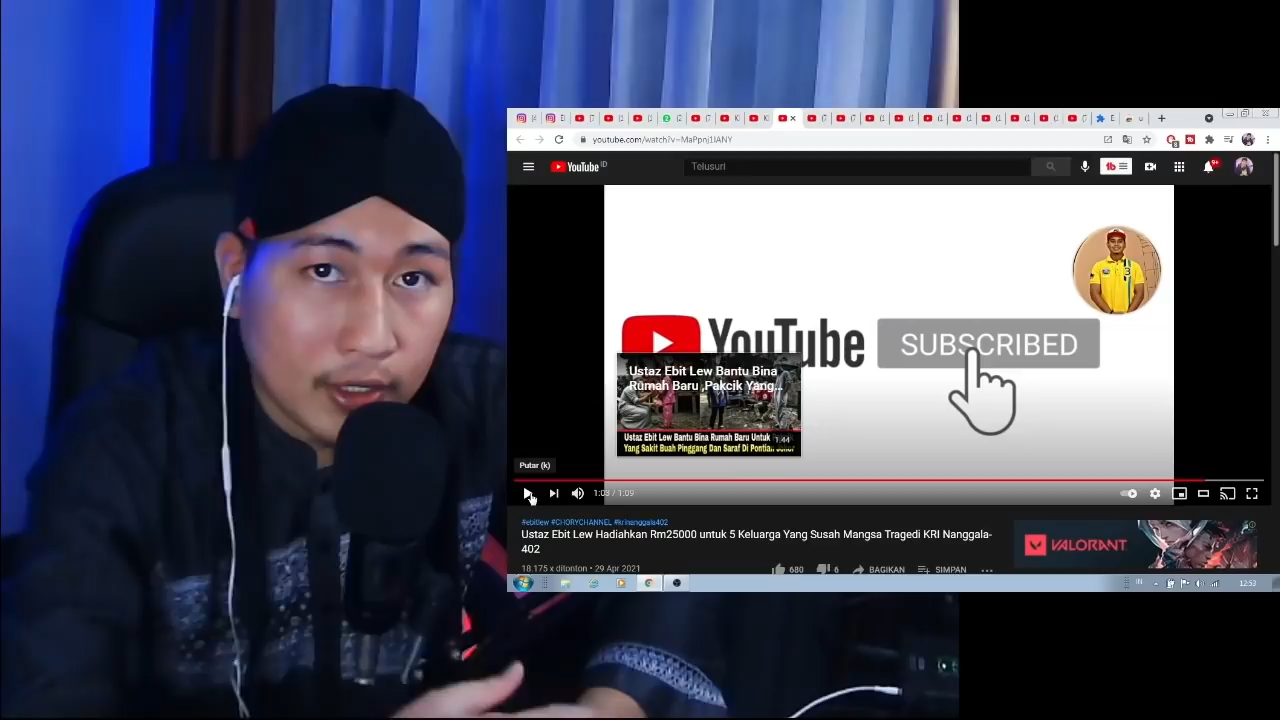 youtube.com/watch?v=MaPpnj1IANY
YouTube ID
Telusuri
9+
YouTube SUBSCRIBED
Ustaz Ebit Lew Bantu Bina
Rumah Baru ,Pakcik Yang...
Ustaz Ebit Lew Bantu Bina Rumah Baru Untuk
1:44
Yang Sakit Buah Pinggang Dan Saraf Di Pontian
Putar (k)
1:03 / 1:09
#ebitlew #CHORYCHANNEL #krinanggala402
Ustaz Ebit Lew Hadiahkan Rm25000 untuk 5 Keluarga Yang Susah Mangsa Tragedi KRI Nanggala-
402
18.175 x ditonton • 29 Apr 2021
680
6
BAGIKAN
SIMPAN
VALORANT
IN
12:53